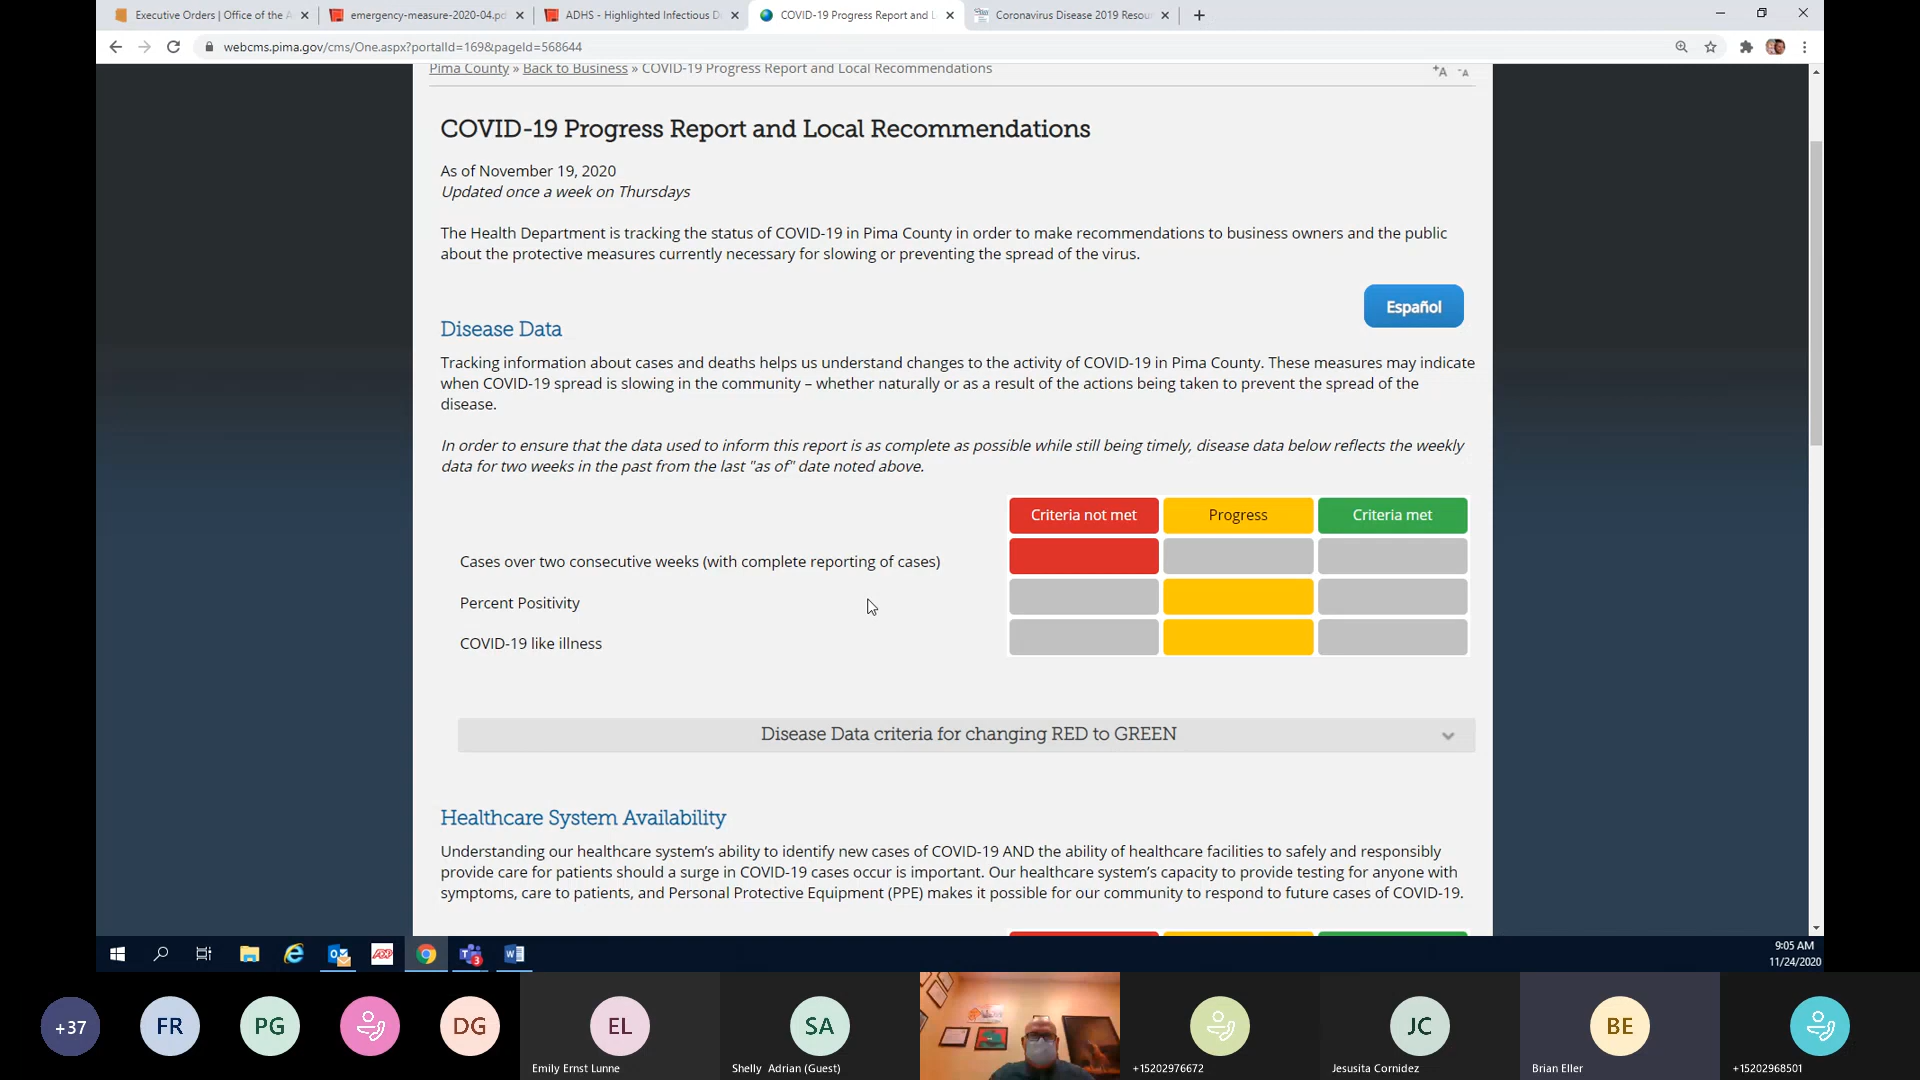 Executive Orders | Office of the A
emergency-measure-2020-04.pd
ADHS - Highlighted Infectious D
COVID-19 Progress Report and L
Coronavirus Disease 2019 Resou
webcms.pima.gov/cms/One.aspx?portalId=169&pageId=568644
Pima County » Back to Business » COVID-19 Progress Report and Local Recommendations
+A -A
COVID-19 Progress Report and Local Recommendations
As of November 19, 2020
Updated once a week on Thursdays
The Health Department is tracking the status of COVID-19 in Pima County in order to make recommendations to business owners and the public
about the protective measures currently necessary for slowing or preventing the spread of the virus.
Español
Disease Data
Tracking information about cases and deaths helps us understand changes to the activity of COVID-19 in Pima County. These measures may indicate
when COVID-19 spread is slowing in the community – whether naturally or as a result of the actions being taken to prevent the spread of the
disease.
In order to ensure that the data used to inform this report is as complete as possible while still being timely, disease data below reflects the weekly
data for two weeks in the past from the last "as of" date noted above.
Criteria not met Progress Criteria met
Cases over two consecutive weeks (with complete reporting of cases)
Percent Positivity
COVID-19 like illness
Disease Data criteria for changing RED to GREEN
Healthcare System Availability
Understanding our healthcare system's ability to identify new cases of COVID-19 AND the ability of healthcare facilities to safely and responsibly
provide care for patients should a surge in COVID-19 cases occur is important. Our healthcare system's capacity to provide testing for anyone with
symptoms, care to patients, and Personal Protective Equipment (PPE) makes it possible for our community to respond to future cases of COVID-19.
ADP
3
9:05 AM
11/24/2020
+37
FR
PG
DG
EL
SA
JC
BE
Emily Ernst Lunne
Shelly Adrian (Guest)
+15202976672
Jesusita Cornidez
Brian Eller
+15202968501